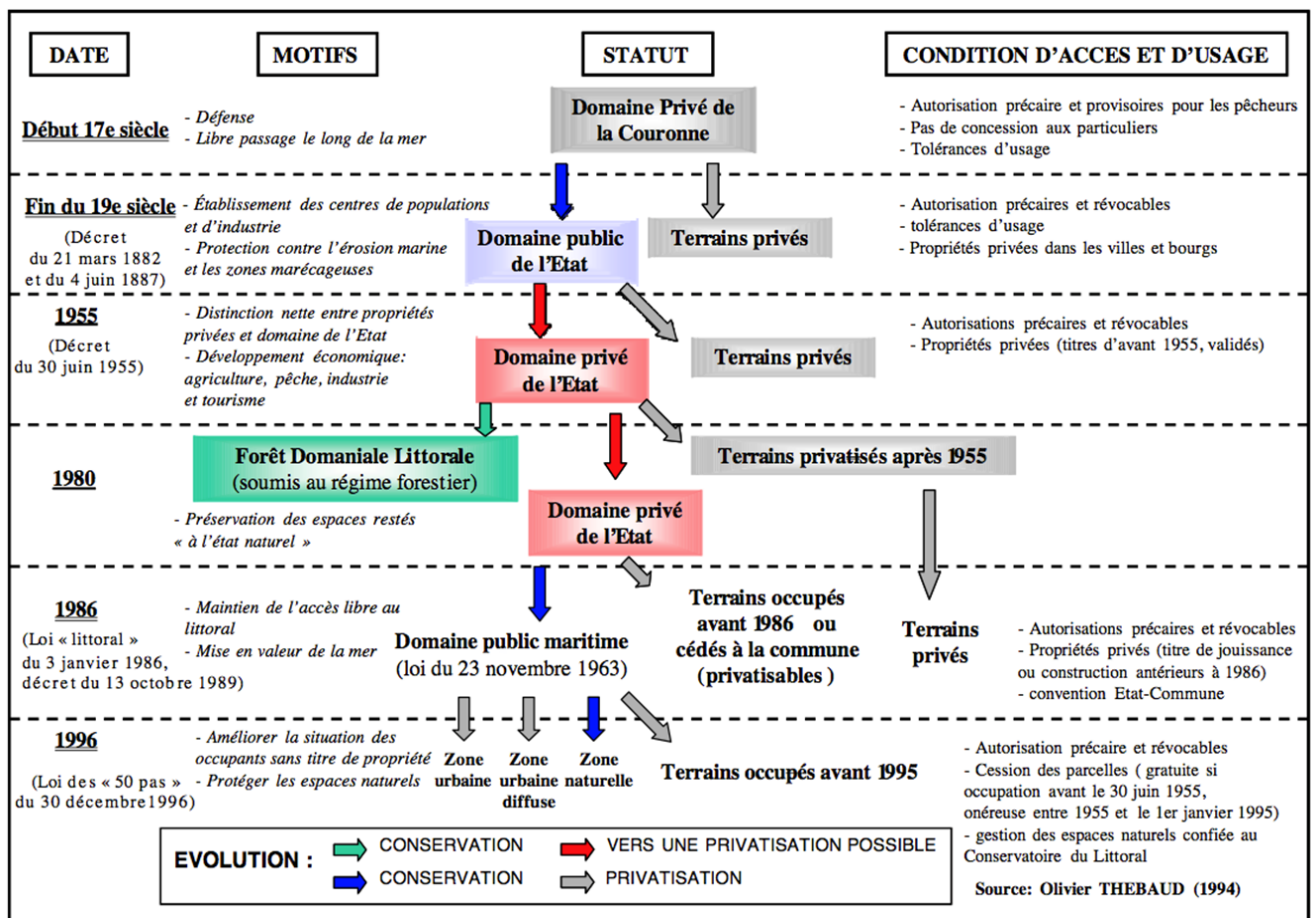 DATE
MOTIFS
STATUT
CONDITION D'ACCES ET D'USAGE
Début 17e siècle
- Défense
- Libre passage le long de la mer
Domaine Privé de
la Couronne
- Autorisation précaire et provisoires pour les pêcheurs
- Pas de concession aux particuliers
- Tolérances d'usage
Fin du 19e siècle
(Décret
du 21 mars 1882
et du 4 juin 1887)
- Établissement des centres de populations
et d'industrie
- Protection contre l'érosion marine
et les zones marécageuses
Domaine public
de l'Etat
Terrains privés
- Autorisation précaires et révocables
- tolérances d'usage
- Propriétés privées dans les villes et bourgs
1955
(Décret
du 30 juin 1955)
- Distinction nette entre propriétés
privées et domaine de l'Etat
- Développement économique:
agriculture, pêche, industrie
et tourisme
Domaine privé
de l'Etat
Terrains privés
- Autorisations précaires et révocables
- Propriétés privées (titres d'avant 1955, validés)
1980
Forêt Domaniale Littorale
(soumis au régime forestier)
- Préservation des espaces restés
« à l'état naturel »
Domaine privé
de l'Etat
Terrains privatisés après 1955
1986
(Loi « littoral »
du 3 janvier 1986,
décret du 13 octobre 1989)
- Maintien de l'accès libre au
littoral
- Mise en valeur de la mer
Domaine public maritime
(loi du 23 novembre 1963)
Terrains occupés
avant 1986 ou
cédés à la commune
(privatisables )
Terrains
privés
- Autorisations précaires et révocables
- Propriétés privés (titre de jouissance
ou construction antérieurs à 1986)
- convention Etat-Commune
1996
(Loi des « 50 pas »
du 30 décembre1996)
- Améliorer la situation des
occupants sans titre de propriété
- Protéger les espaces naturels
Zone
urbaine
Zone
urbaine
diffuse
Zone
naturelle
Terrains occupés avant 1995
- Autorisation précaire et révocables
- Cession des parcelles ( gratuite si
occupation avant le 30 juin 1955,
onéreuse entre 1955 et le 1er janvier 1995)
- gestion des espaces naturels confiée au
Conservatoire du Littoral
EVOLUTION :
CONSERVATION
VERS UNE PRIVATISATION POSSIBLE
CONSERVATION
PRIVATISATION
Source: Olivier THEBAUD (1994)